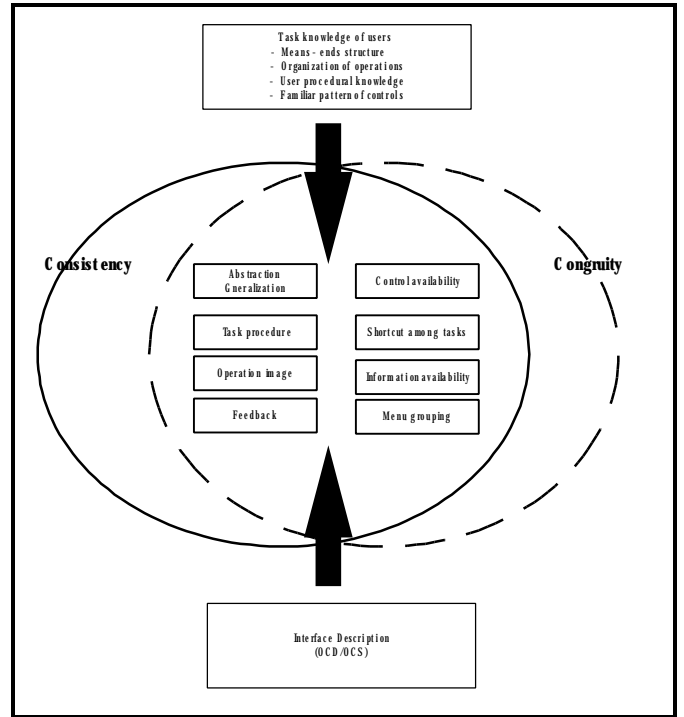 Task knowledge of users
- Means-ends structure
- Organization of operations
- User procedural knowledge
- Familiar pattern of controls
Consistency
Congruity
Abstraction
Gneralization
Control availability
Task procedure
Shortcut among tasks
Operation image
Information availability
Feedback
Menu grouping
Interface Description
(OCD/OCS)